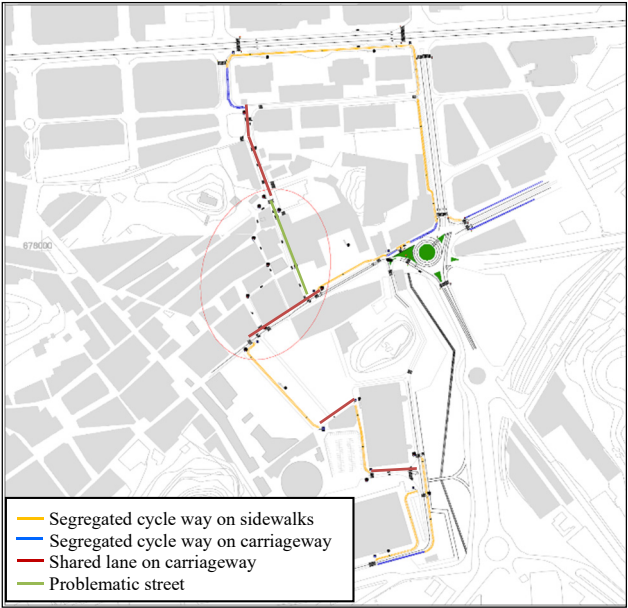 678000
Segregated cycle way on sidewalks
Segregated cycle way on carriageway
Shared lane on carriageway
Problematic street